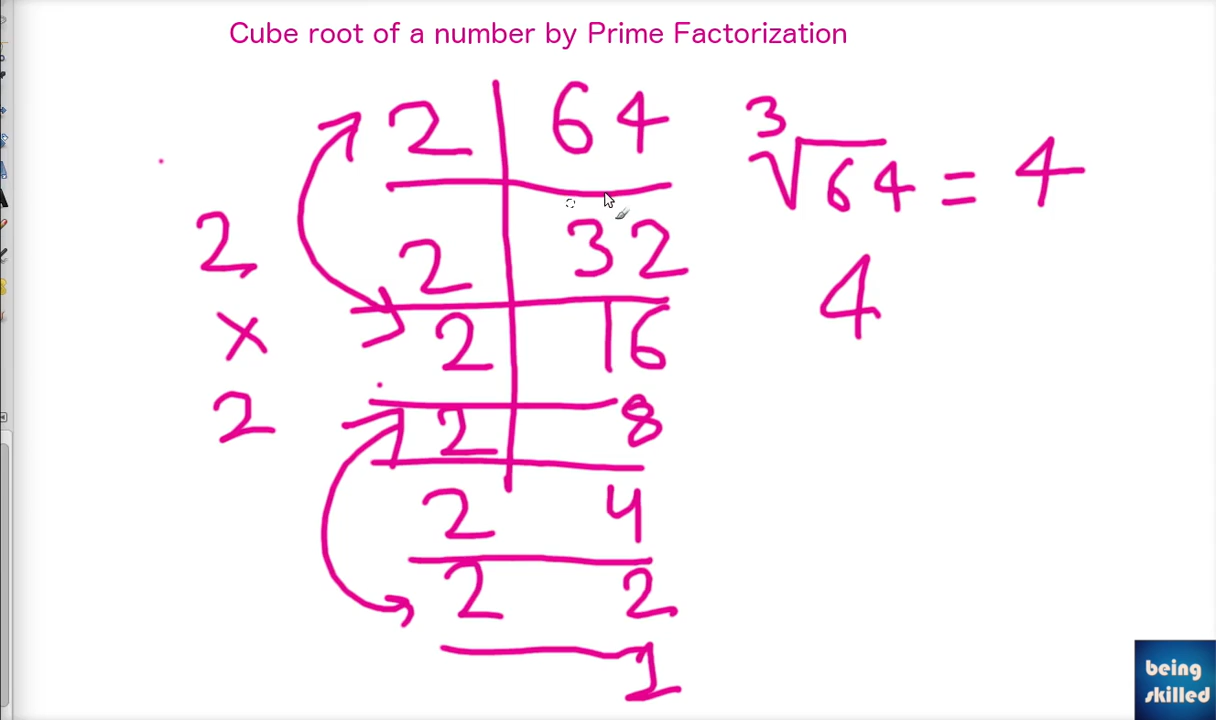 Cube root of a number by Prime Factorization
2 64
2 32
2 16
2 8
2 4
2 2
1
2
×
2
³√64 = 4
4
being
skilled